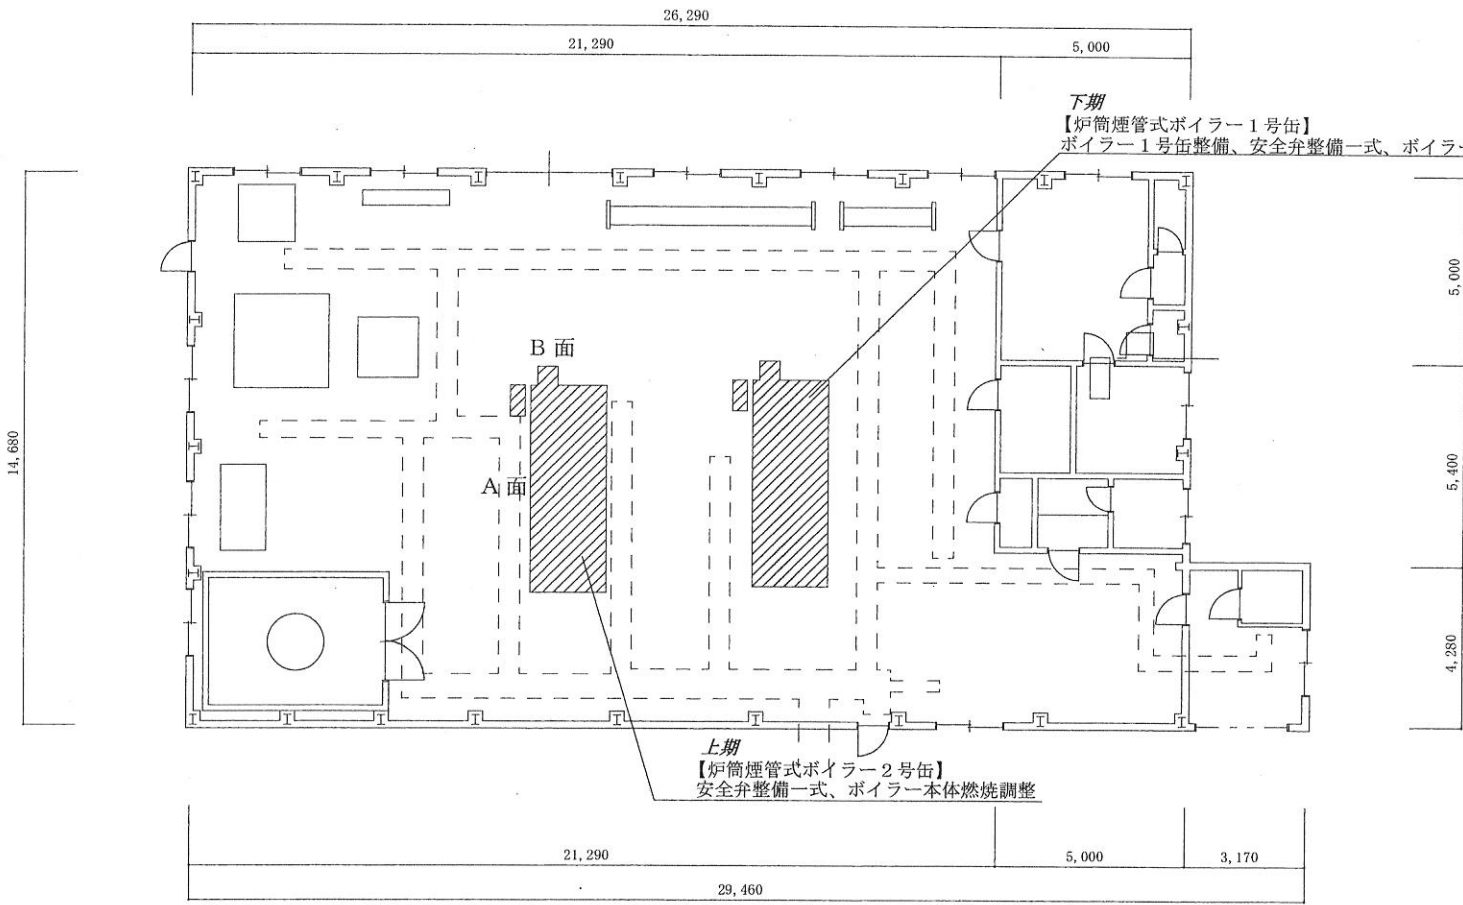 26,290
21,290
5,000
下期
【炉筒煙管式ボイラー１号缶】
ボイラー１号缶整備、安全弁整備一式、ボイラー
B 面
A 面
14,680
5,000
5,400
4,280
上期
【炉筒煙管式ボイラー２号缶】
安全弁整備一式、ボイラー本体燃焼調整
21,290
5,000
3,170
29,460